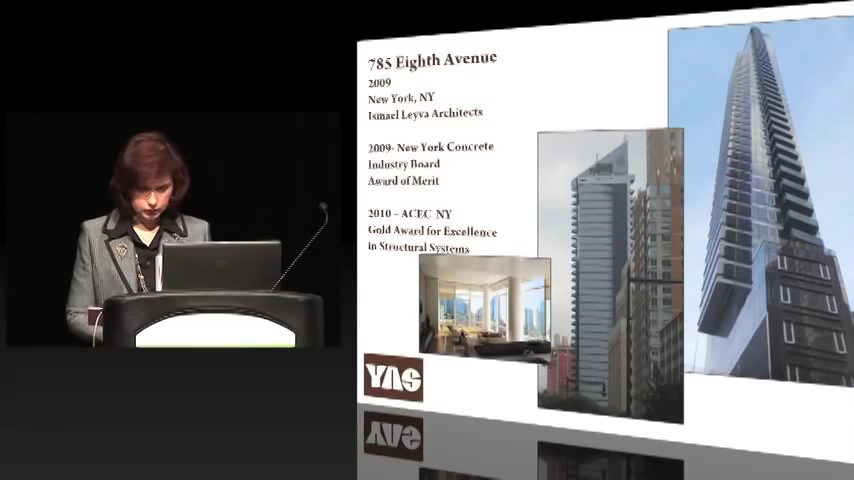 785 Eighth Avenue
2009
New York, NY
Ismael Leyva Architects
2009- New York Concrete
Industry Board
Award of Merit
2010 - ACEC NY
Gold Award for Excellence
in Structural Systems
YAS